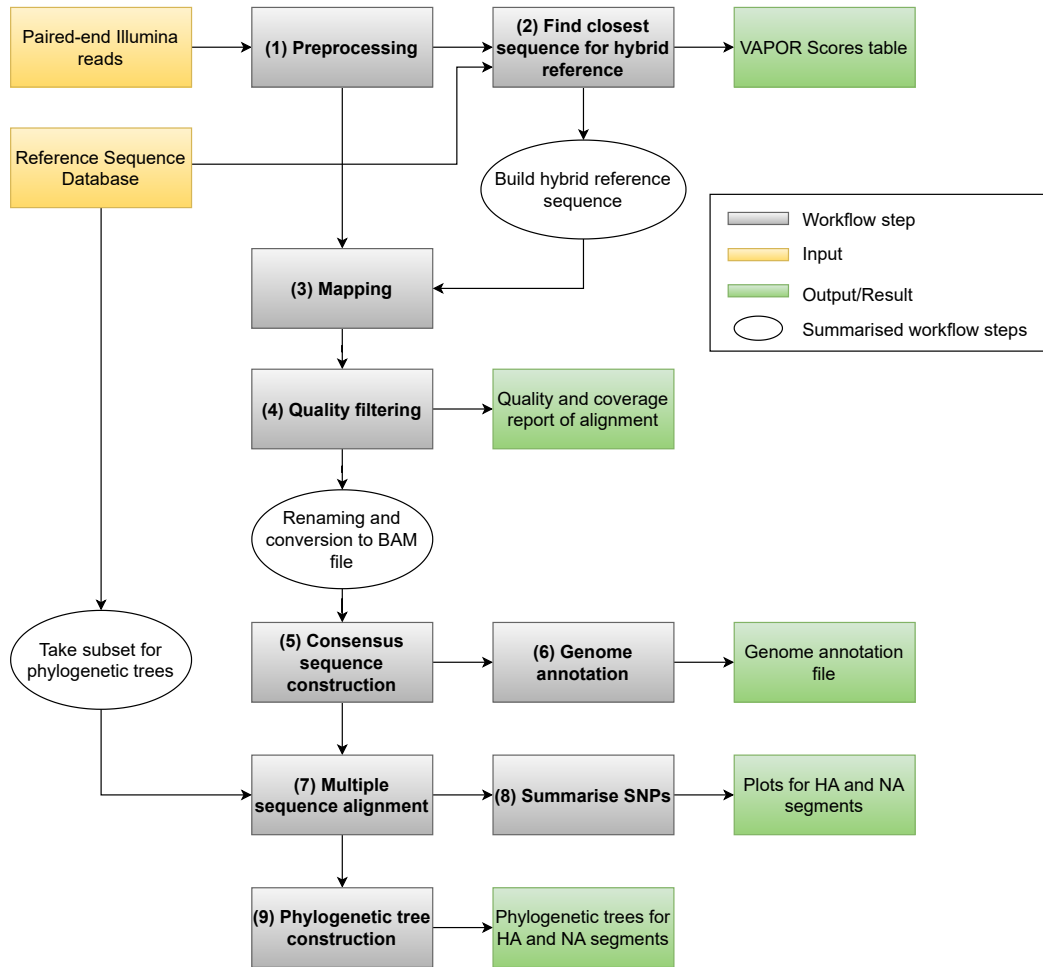 Paired-end Illumina
reads
(1) Preprocessing
(2) Find closest
sequence for hybrid
reference
VAPOR Scores table
Reference Sequence
Database
Build hybrid reference
sequence
Workflow step
Input
Output/Result
Summarised workflow steps
(3) Mapping
(4) Quality filtering
Quality and coverage
report of alignment
Renaming and
conversion to BAM
file
Take subset for
phylogenetic trees
(5) Consensus
sequence
construction
(6) Genome
annotation
Genome annotation
file
(7) Multiple
sequence alignment
(8) Summarise SNPs
Plots for HA and NA
segments
(9) Phylogenetic tree
construction
Phylogenetic trees for
HA and NA segments